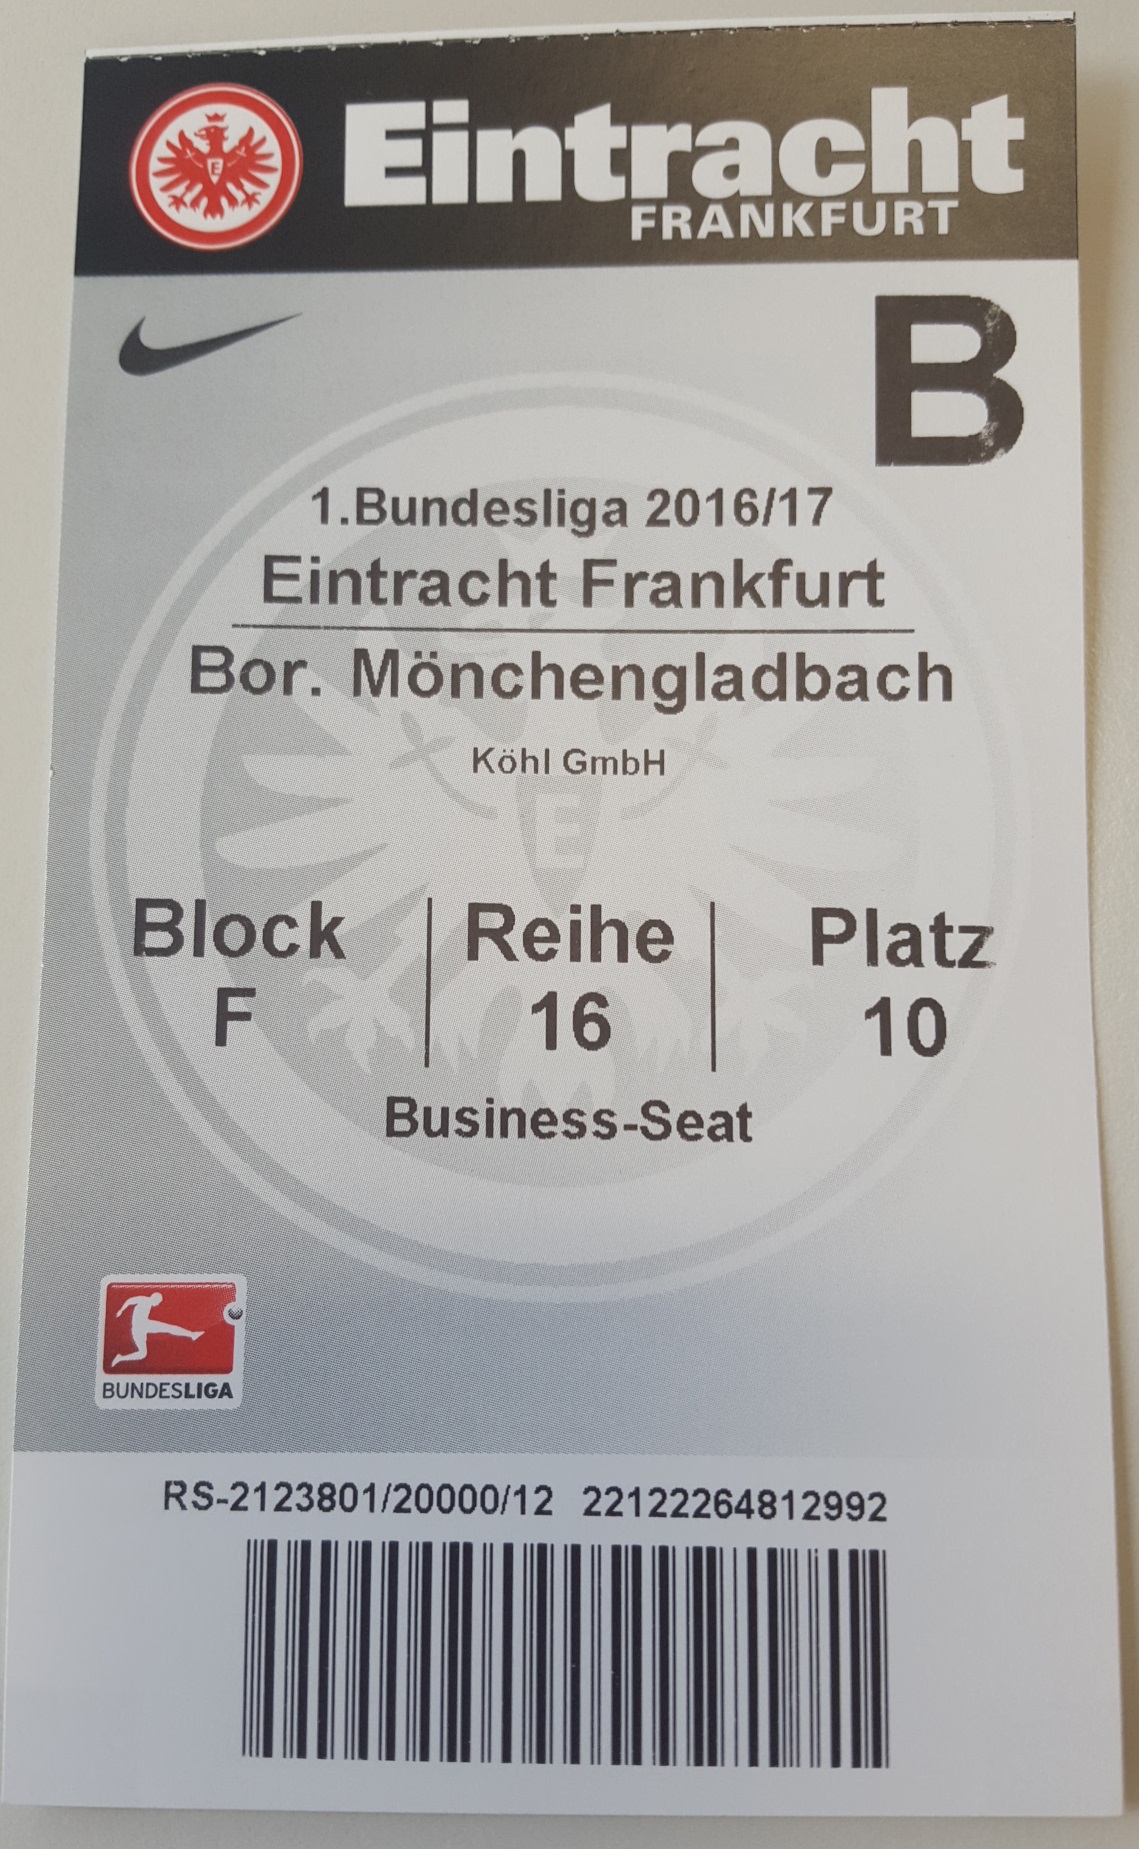 Eintracht
FRANKFURT
B
1.Bundesliga 2016/17
Eintracht Frankfurt
Bor. Mönchengladbach
Köhl GmbH
E
Block Reihe Platz
F 16 10
Business-Seat
BUNDESLIGA
RS-2123801/20000/12 22122264812992